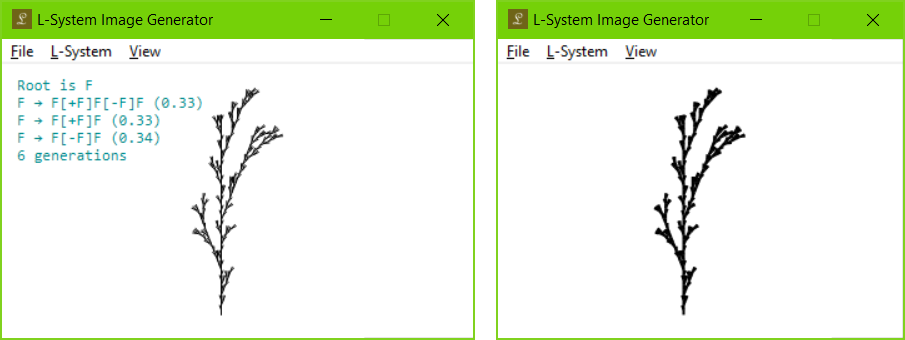 L-System Image Generator
File L-System View
Root is F
F → F[+F]F[-F]F (0.33)
F → F[+F]F (0.33)
F → F[-F]F (0.34)
6 generations
L-System Image Generator
File L-System View